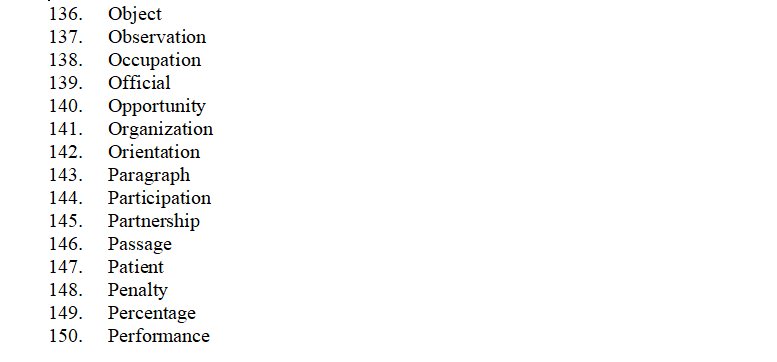 136. Object
137. Observation
138. Occupation
139. Official
140. Opportunity
141. Organization
142. Orientation
143. Paragraph
144. Participation
145. Partnership
146. Passage
147. Patient
148. Penalty
149. Percentage
150. Performance